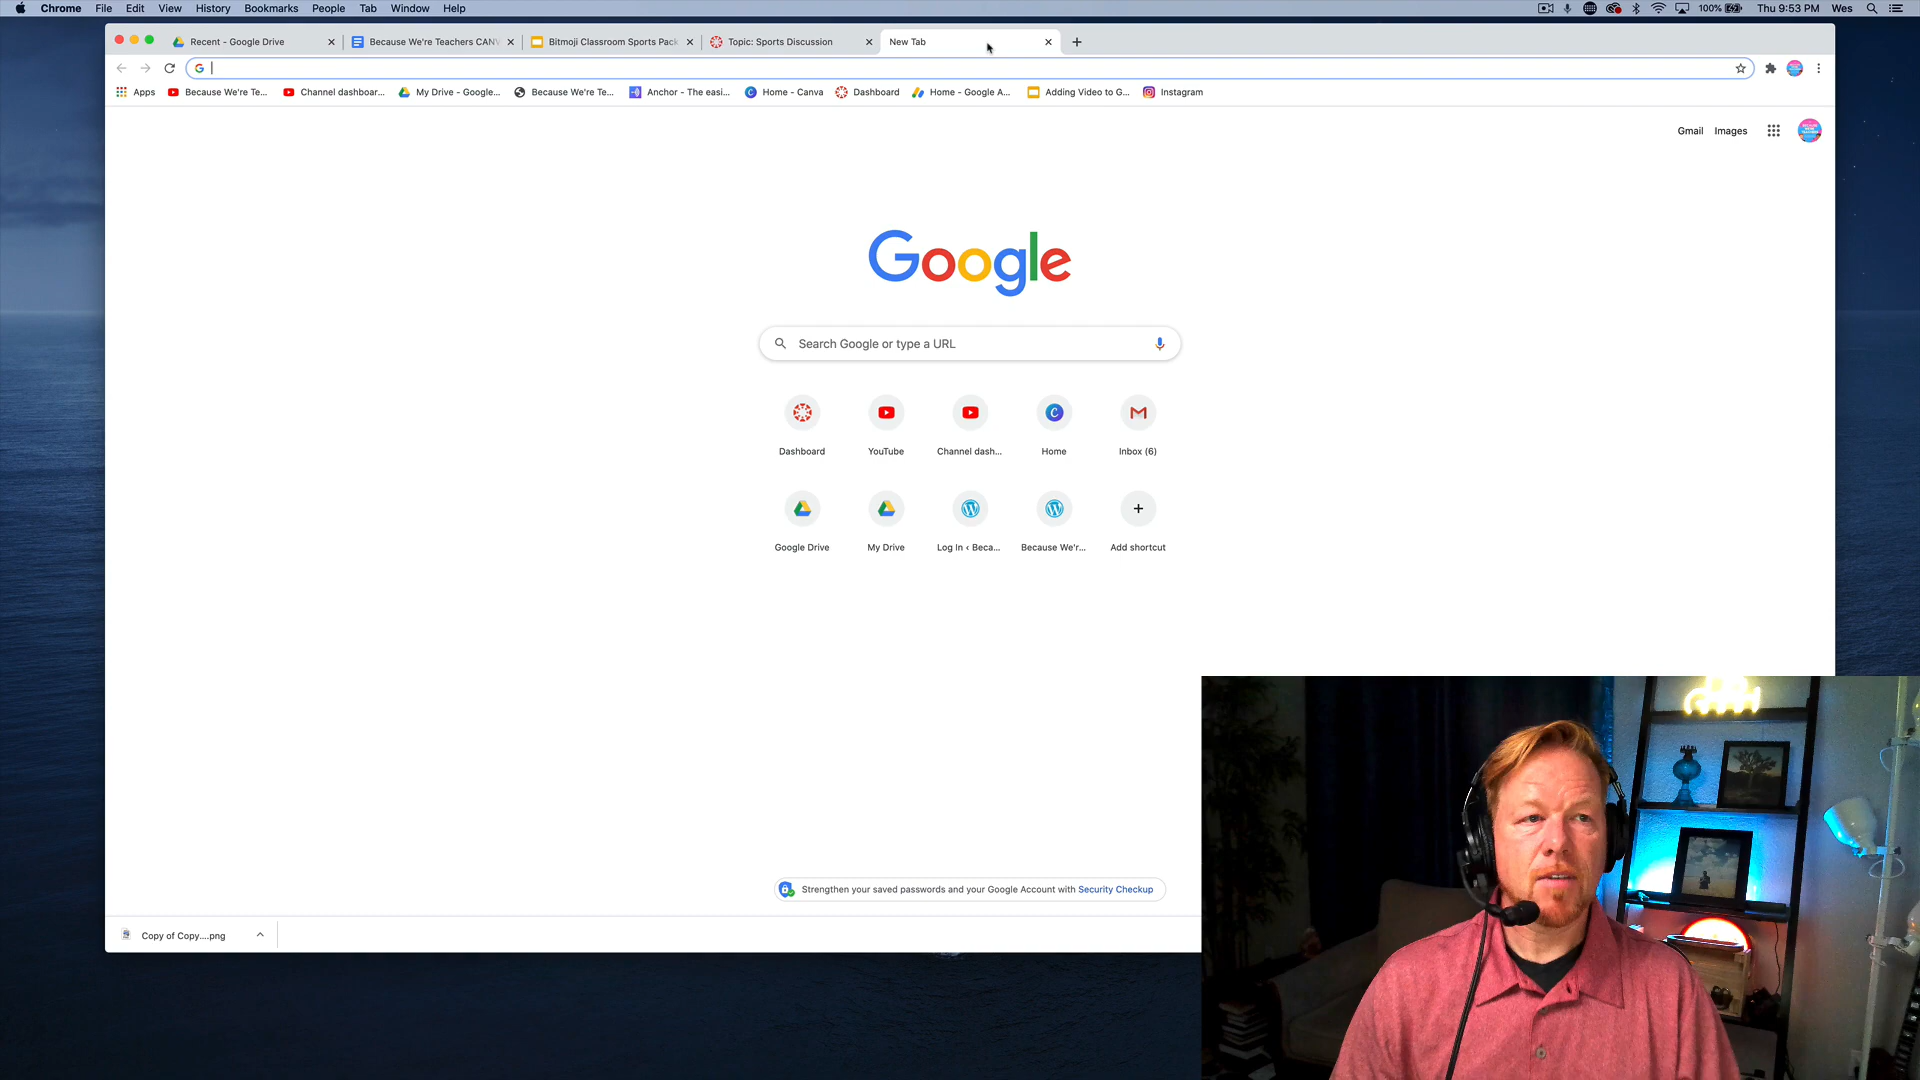 Chrome File Edit View History Bookmarks People Tab Window Help 100% Thu 9:53 PM Wes
Recent - Google Drive Because We're Teachers CANV Bitmoji Classroom Sports Pack Topic: Sports Discussion New Tab
Apps Because We're Te... Channel dashboar... My Drive - Google... Because We're Te... Anchor - The easi... Home - Canva Dashboard Home - Google A... Adding Video to G... Instagram
Gmail Images
Google
Search Google or type a URL
Dashboard YouTube Channel dash... Home Inbox (6)
Google Drive My Drive Log In ‹ Beca... Because We'r... Add shortcut
Strengthen your saved passwords and your Google Account with Security Checkup
Copy of Copy....png